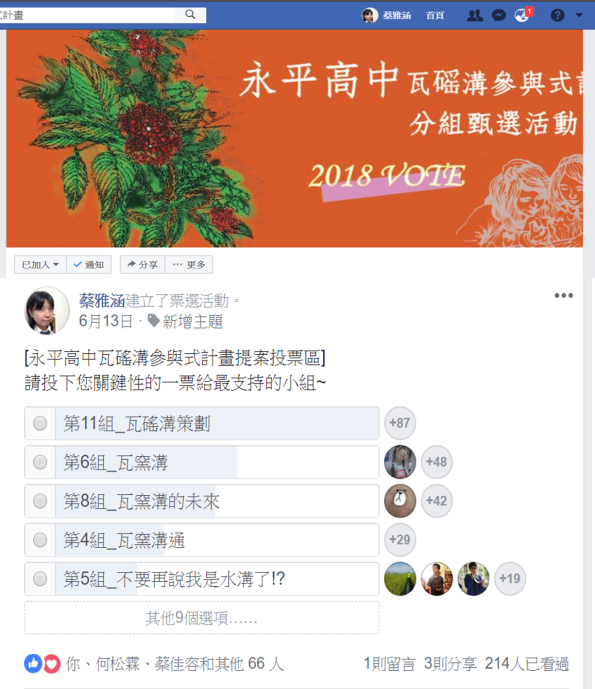 式計畫
蔡雅涵 首頁 1
永平高中瓦磘溝參與式計
分組甄選活動
2018 VOTE
已加入 通知 分享 更多
蔡雅涵建立了票選活動。
6月13日 · 新增主題
[永平高中瓦磘溝參與式計畫提案投票區]
請投下您關鍵性的一票給最支持的小組~
第11組_瓦磘溝策劃 +87
第6組_瓦窯溝 +48
第8組_瓦窯溝的未來 +42
第4組_瓦窯溝通 +29
第5組_不要再說我是水溝了!? +19
其他9個選項……
你、何松霖、蔡佳容和其他 66 人 1則留言 3則分享 214人已看過